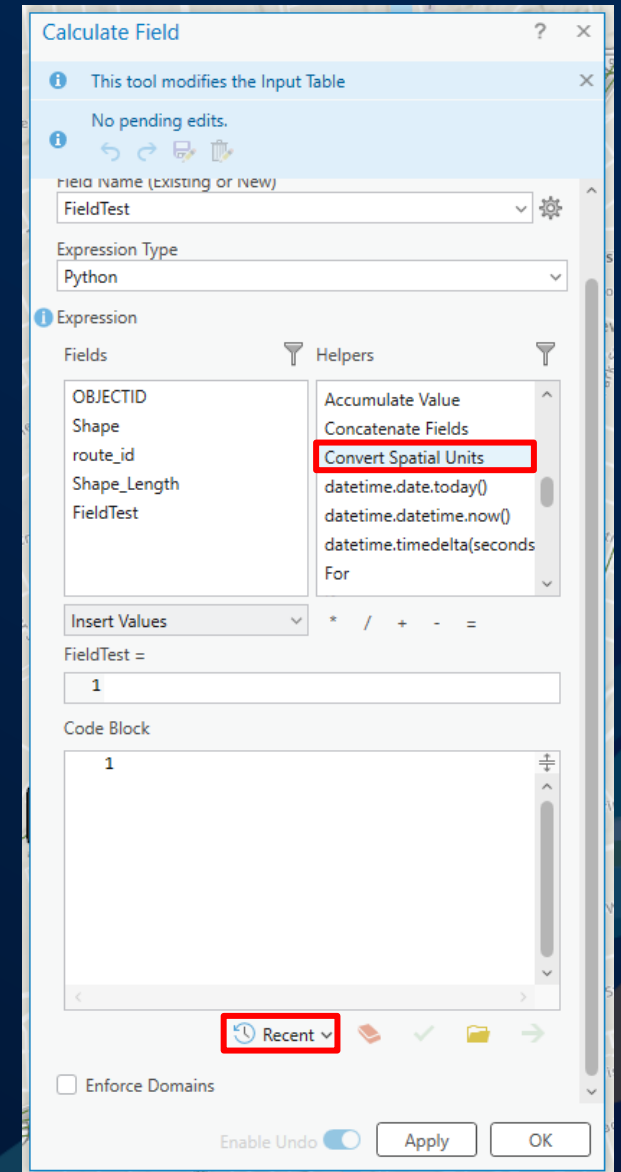 Calculate Field
?
This tool modifies the Input Table
No pending edits.
Field Name (Existing or New)
FieldTest
Expression Type
Python
Expression
Fields
Helpers
OBJECTID
Shape
route_id
Shape_Length
FieldTest
Accumulate Value
Concatenate Fields
Convert Spatial Units
datetime.date.today()
datetime.datetime.now()
datetime.timedelta(seconds
For
Insert Values
* / + - =
FieldTest =
1
Code Block
1
Recent
Enforce Domains
Enable Undo
Apply
OK